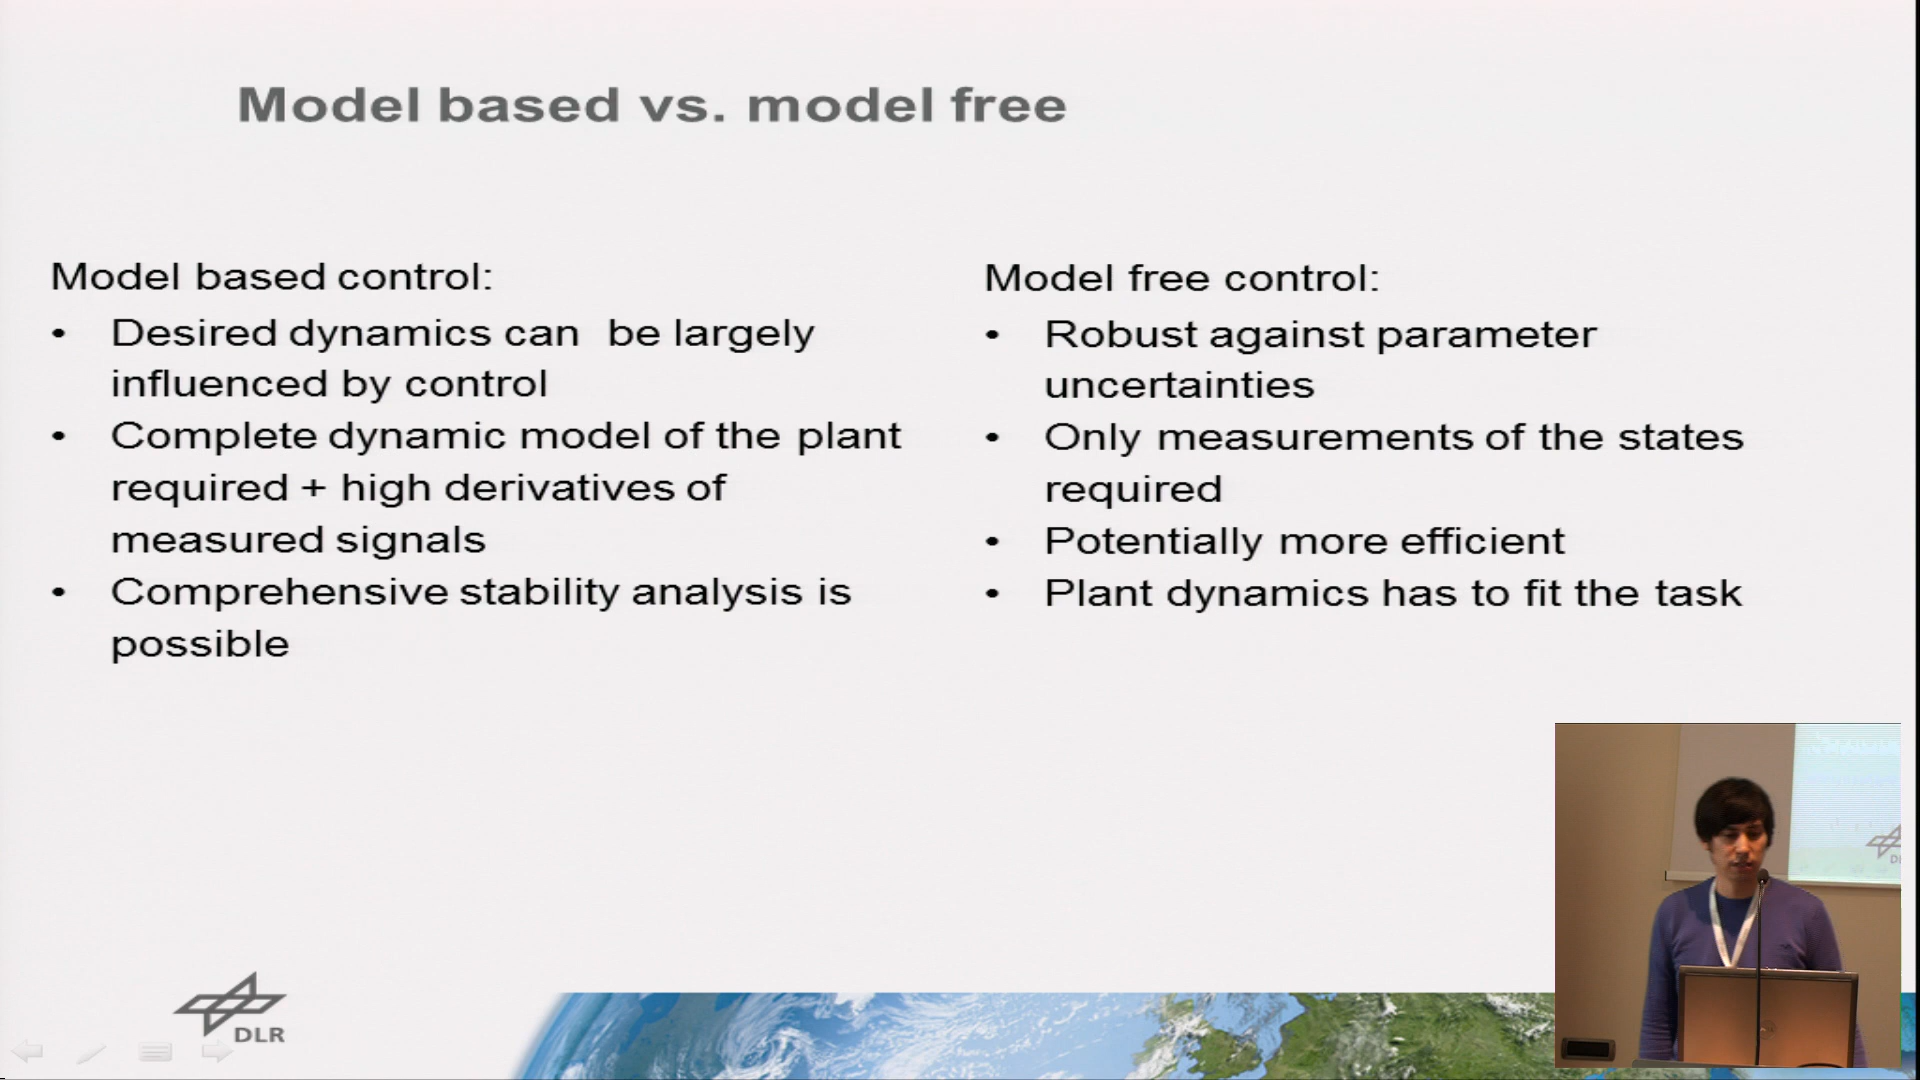 Model based vs. model free
Model based control:
• Desired dynamics can be largely
influenced by control
• Complete dynamic model of the plant
required + high derivatives of
measured signals
• Comprehensive stability analysis is
possible
Model free control:
• Robust against parameter
uncertainties
• Only measurements of the states
required
• Potentially more efficient
• Plant dynamics has to fit the task
DLR